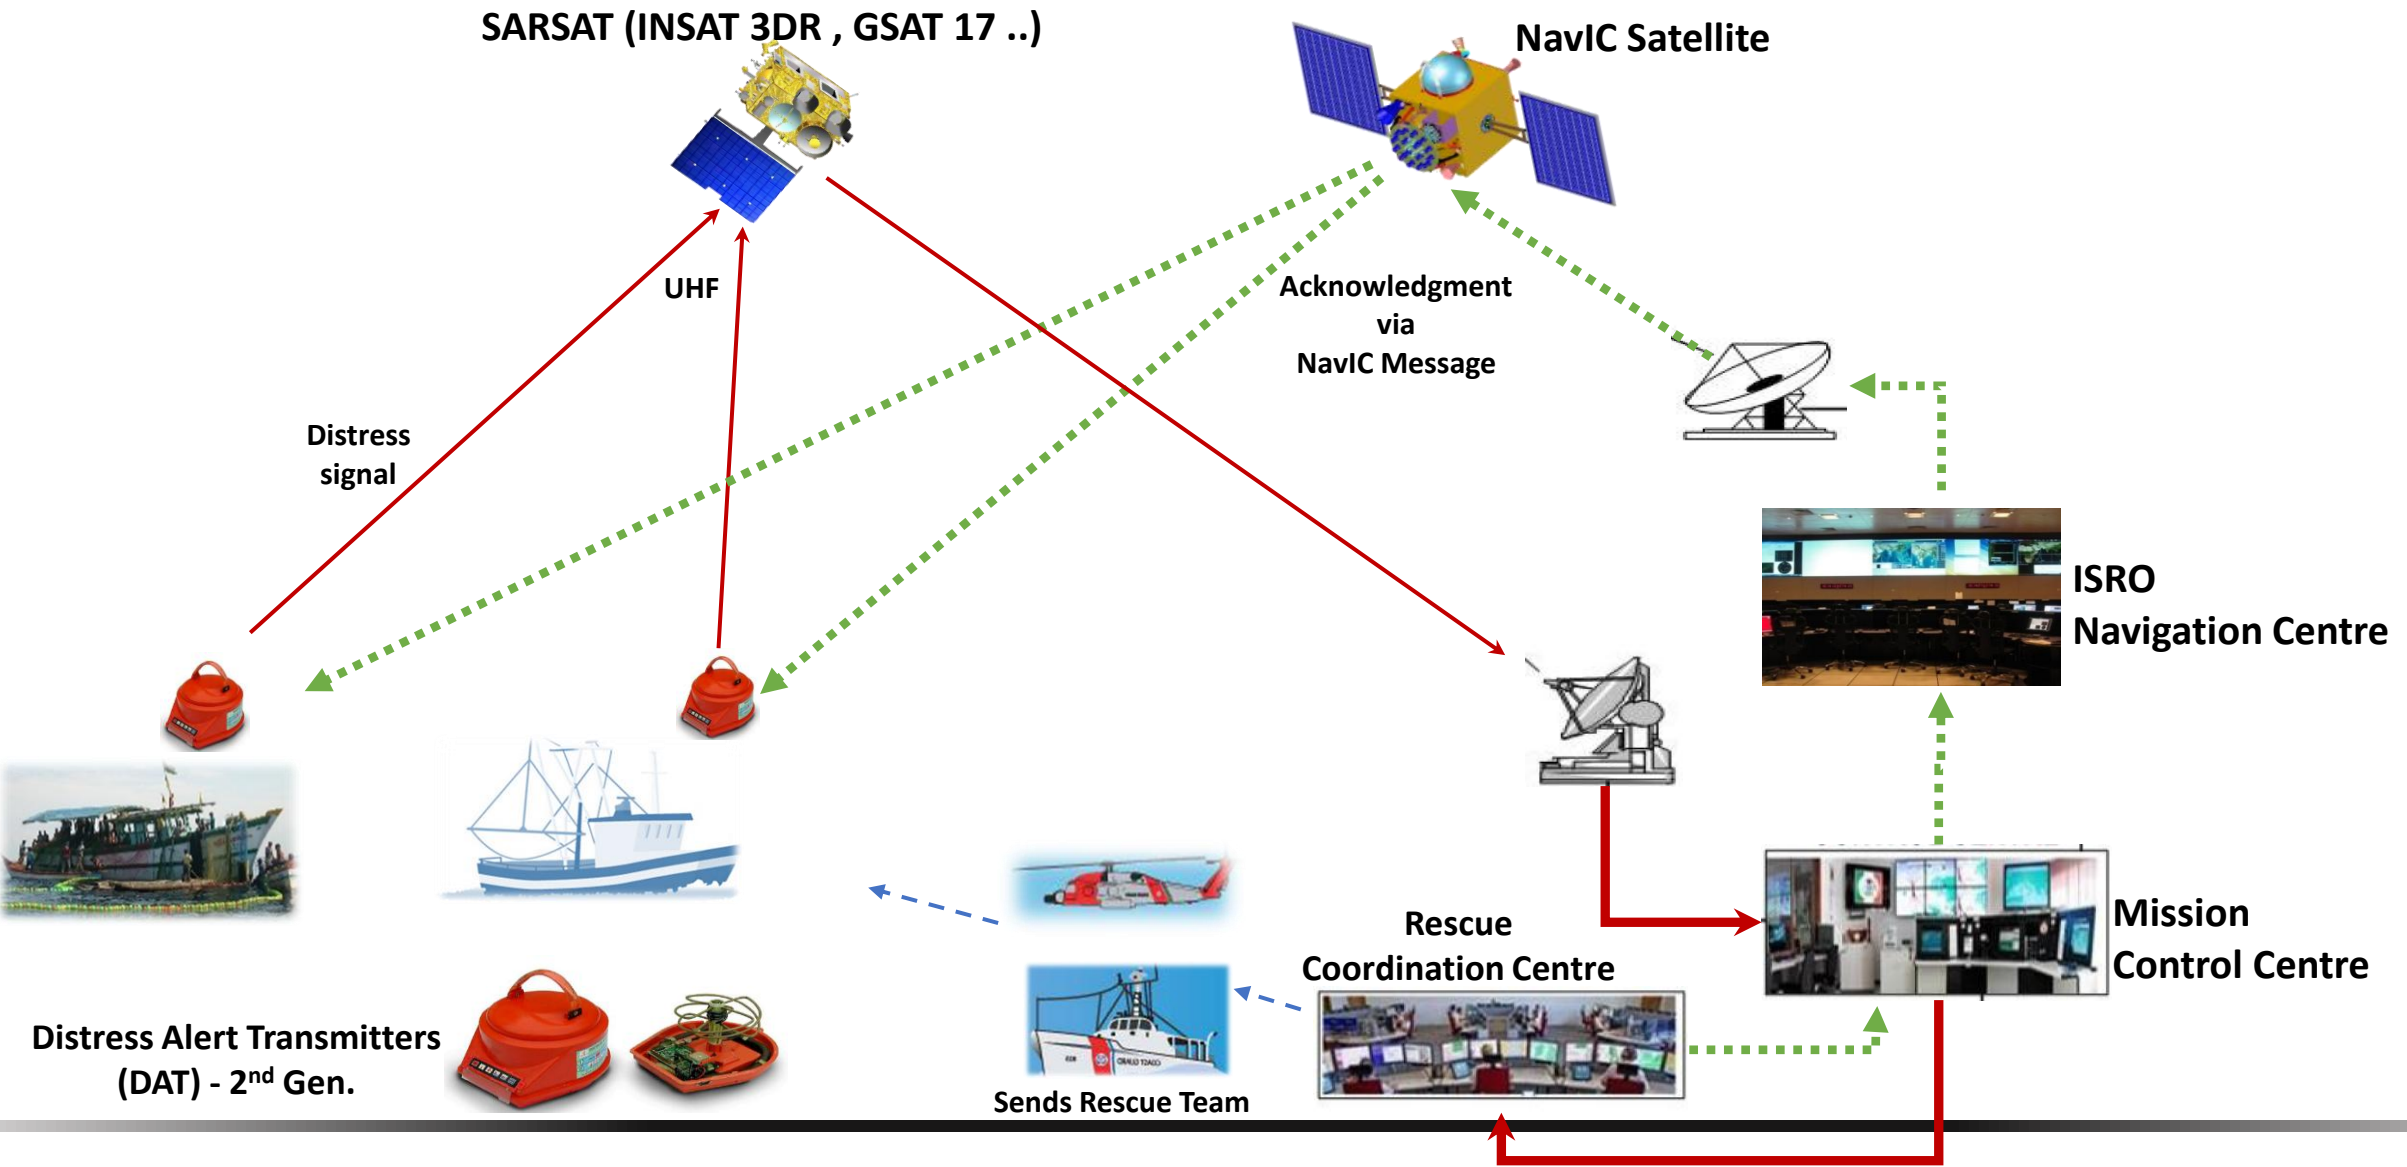 SARSAT (INSAT 3DR , GSAT 17 ..)
NavIC Satellite
UHF
Acknowledgment
via
NavIC Message
Distress
signal
ISRO
Navigation Centre
Rescue
Coordination Centre
Mission
Control Centre
Distress Alert Transmitters
(DAT) - 2nd Gen.
Sends Rescue Team